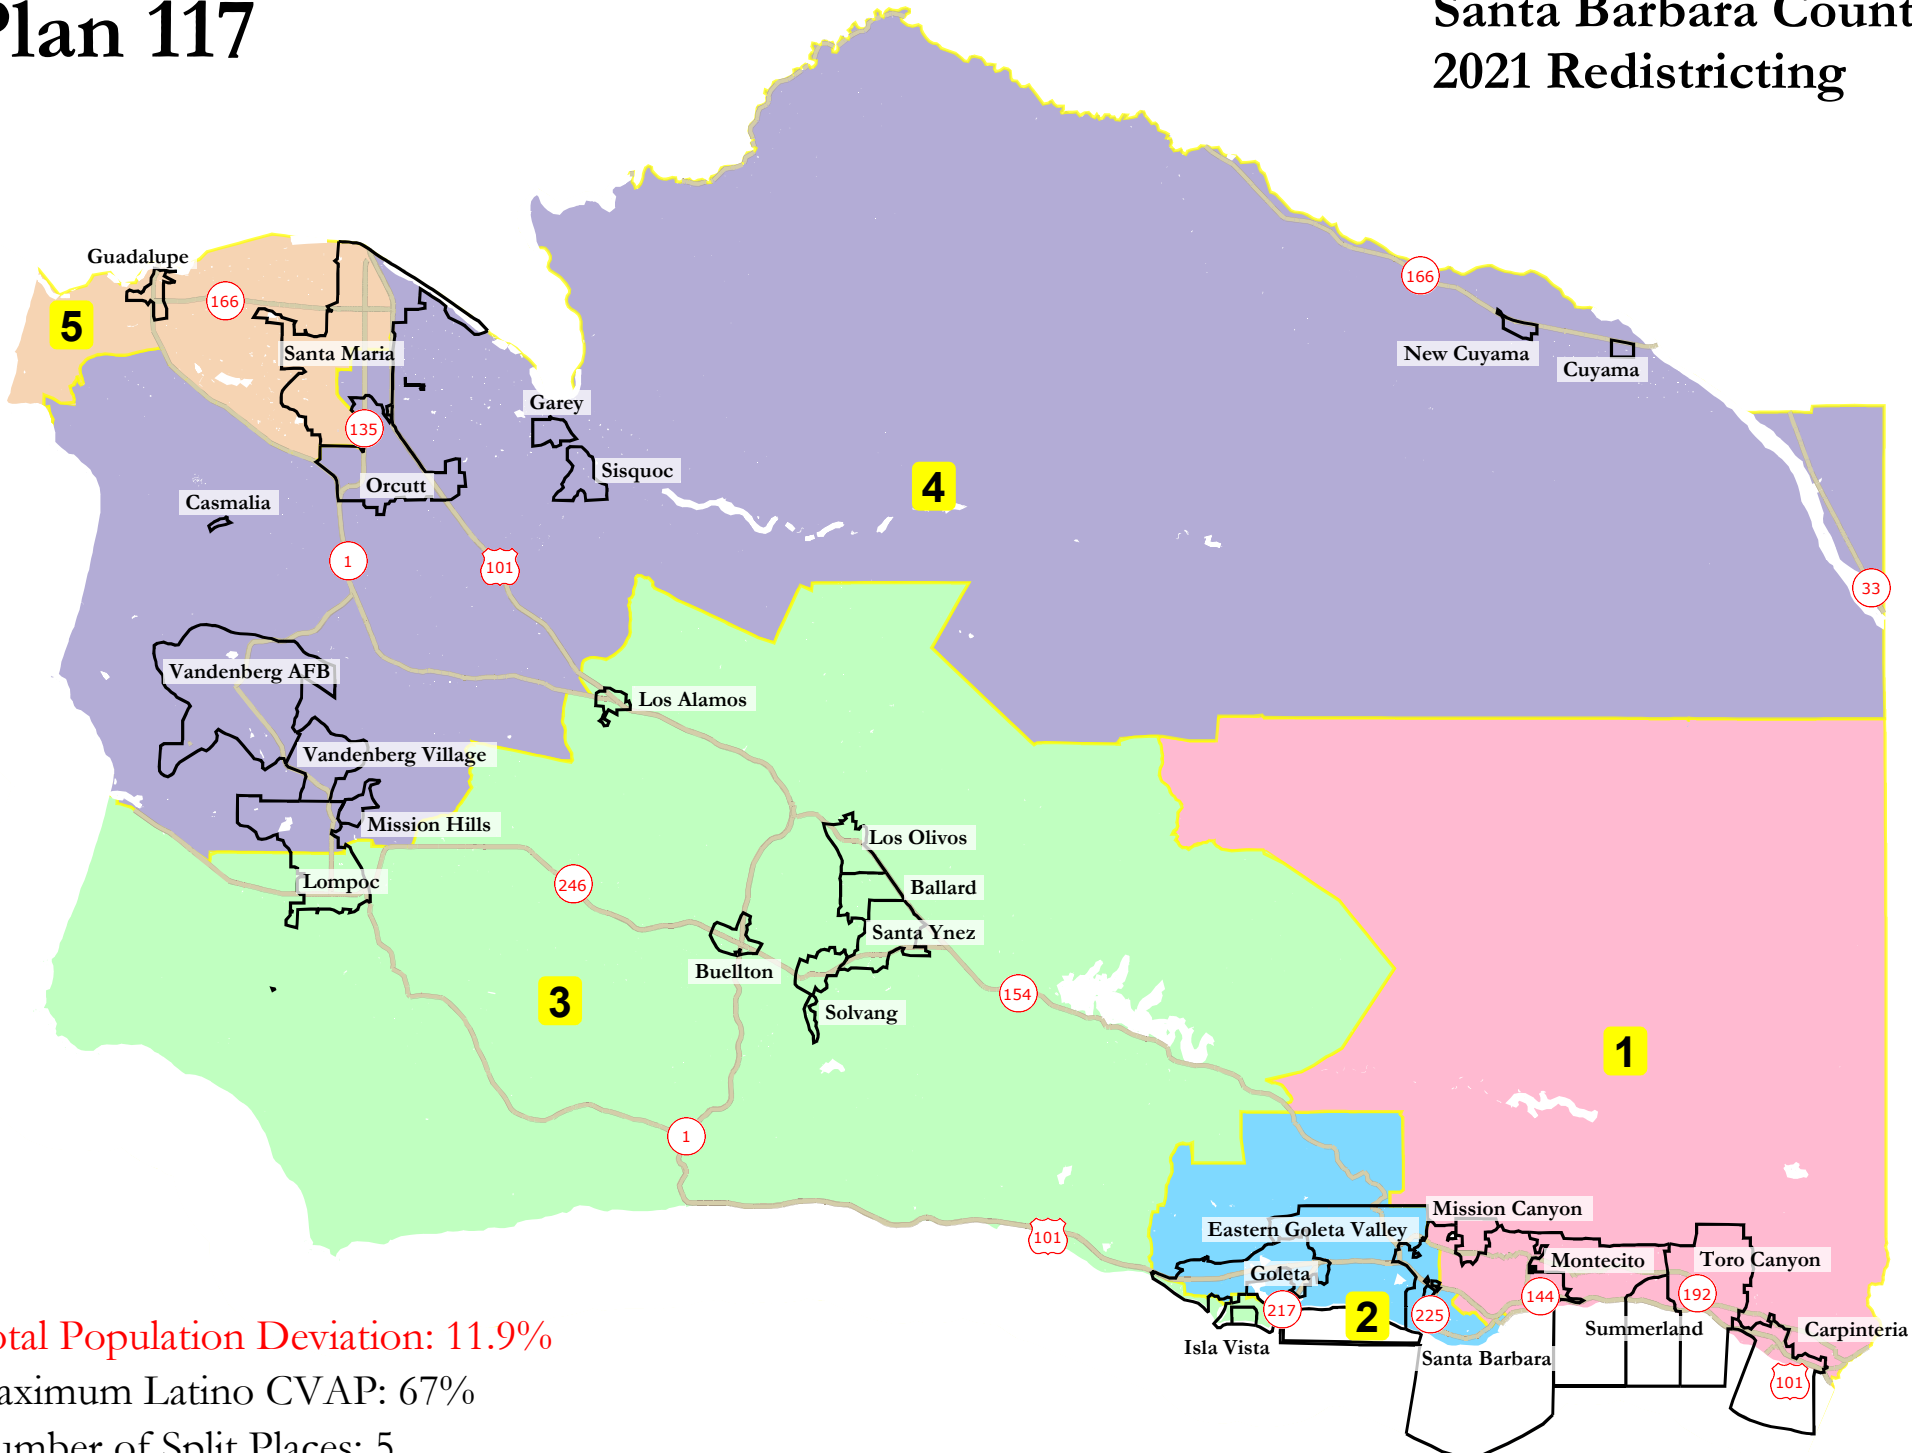 Plan 117
Santa Barbara Count
2021 Redistricting
Guadalupe
166
5
Santa Maria
166
New Cuyama
Cuyama
Garey
135
Sisquoc
4
Orcutt
Casmalia
1
101
33
Vandenberg AFB
Los Alamos
Vandenberg Village
Mission Hills
Los Olivos
Lompoc
246
Ballard
Santa Ynez
Buellton
154
3
Solvang
1
1
Mission Canyon
Eastern Goleta Valley
101
Montecito
Toro Canyon
Goleta
217
2
225
144
192
Summerland
Carpinteria
Isla Vista
Santa Barbara
101
otal Population Deviation: 11.9%
aximum Latino CVAP: 67%
umber of Split Places: 5